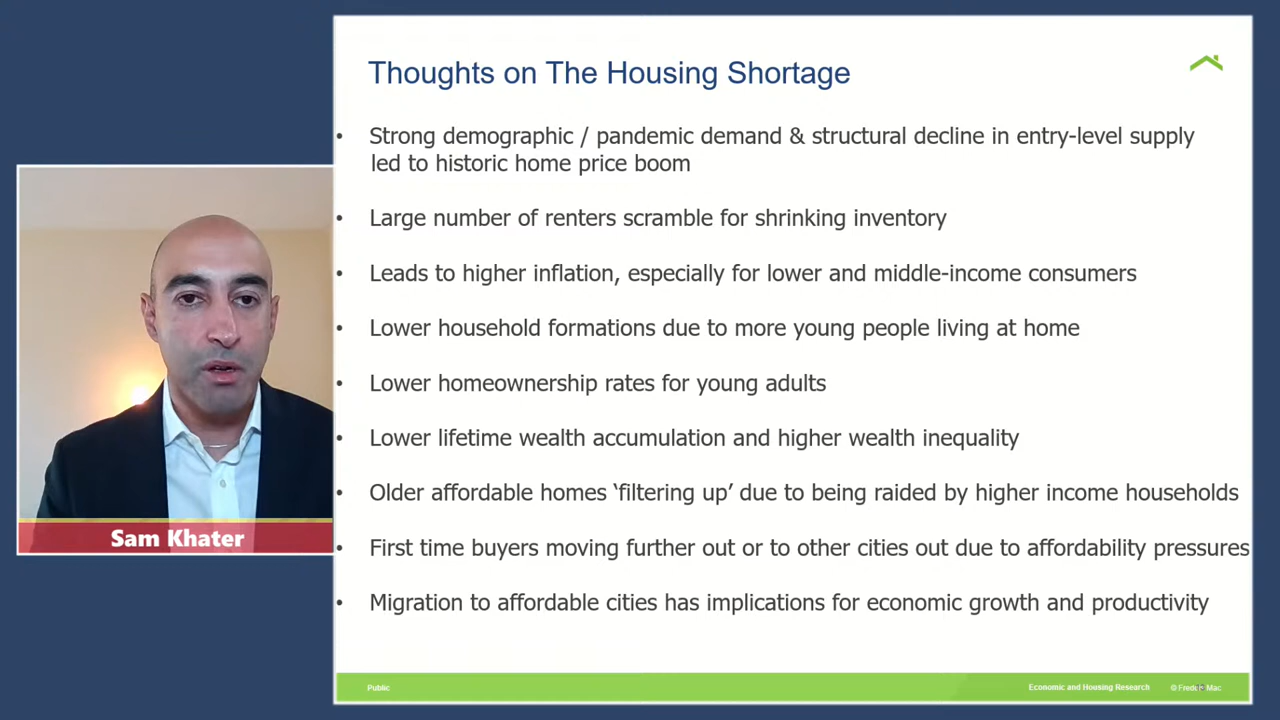 Thoughts on The Housing Shortage
• Strong demographic / pandemic demand & structural decline in entry-level supply
led to historic home price boom
• Large number of renters scramble for shrinking inventory
• Leads to higher inflation, especially for lower and middle-income consumers
• Lower household formations due to more young people living at home
• Lower homeownership rates for young adults
• Lower lifetime wealth accumulation and higher wealth inequality
• Older affordable homes ‘filtering up’ due to being raided by higher income households
• First time buyers moving further out or to other cities out due to affordability pressures
• Migration to affordable cities has implications for economic growth and productivity
Sam Khater
Public
Economic and Housing Research
© Freddie Mac